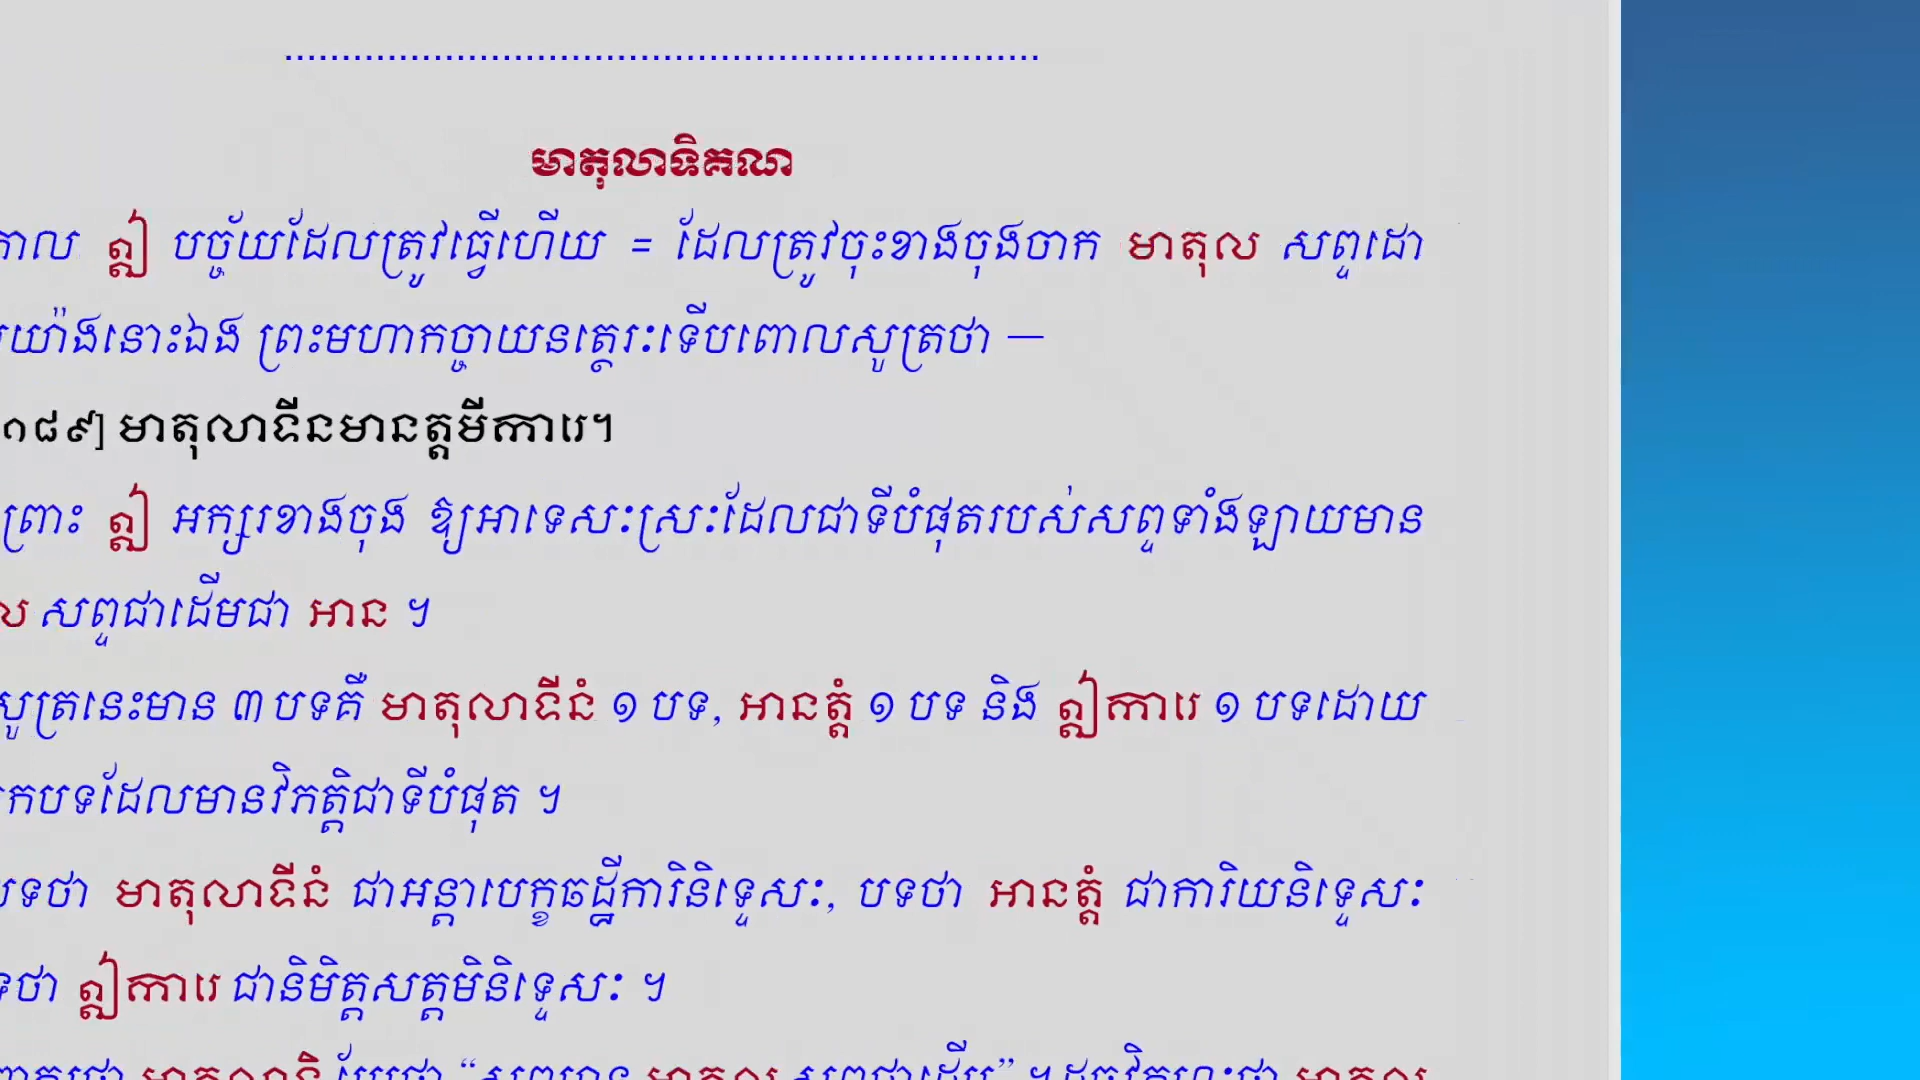 ................................................................
មាតុលាទិគណ
កាល ឦ បច្ច័យដែលត្រូវធ្វើហើយ = ដែលត្រូវចុះខាងចុងចាក មាតុល សព្ទដោ
យ៉ាងនោះឯង ព្រះមហាកច្ចាយនត្ថេរៈទើបពោលសូត្រថា —
១៨៩] មាតុលាទីនមានត្តមីការេ។
ព្រោះ ឦ អក្សរខាងចុង ឱ្យអាទេសៈស្រៈដែលជាទីបំផុតរបស់សព្ទទាំងឡាយមាន
ល សព្ទជាដើមជា អាន ។
សូត្រនេះមាន ៣ បទគឺ មាតុលាទីនំ ១ បទ, អានត្តំ ១ បទ និង ឦការេ ១ បទដោយ
កបទដែលមានវិភត្តិជាទីបំផុត ។
បទថា មាតុលាទីនំ ជាអន្តាបេក្ខឆដ្ឋីការិនិទ្ទេសៈ, បទថា អានត្តំ ជាការិយនិទ្ទេសៈ
ទថា ឦការេ ជានិមិត្តសត្តមិនិទ្ទេសៈ ។